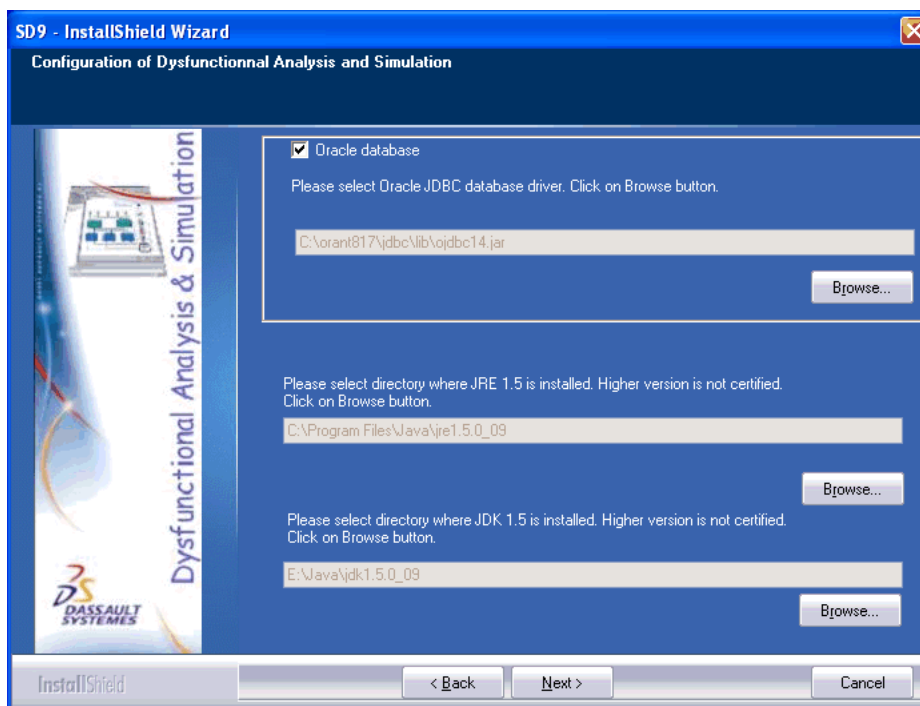 SD9 - InstallShield Wizard
Configuration of Dysfunctionnal Analysis and Simulation
Dysfunctional Analysis & Simulation
DASSAULT
SYSTEMES
Oracle database
Please select Oracle JDBC database driver. Click on Browse button.
C:\orant817\jdbc\lib\ojdbc14.jar
Browse...
Please select directory where JRE 1.5 is installed. Higher version is not certified.
Click on Browse button.
C:\Program Files\Java\jre1.5.0_09
Browse...
Please select directory where JDK 1.5 is installed. Higher version is not certified.
Click on Browse button.
E:\Java\jdk1.5.0_09
Browse...
InstallShield
< Back
Next >
Cancel